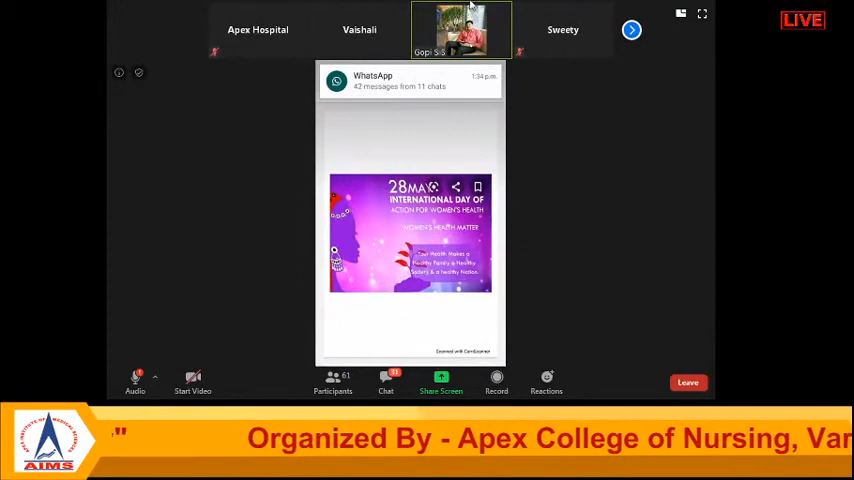 LIVE
Apex Hospital
Vaishali
Gopi S S
Sweety
WhatsApp
1:34 p.m.
42 messages from 11 chats
28MAY
INTERNATIONAL DAY OF
ACTION FOR WOMEN'S HEALTH
WOMEN'S HEALTH MATTER
Your Health Makes a
Healthy Family a Healthy
Society & a healthy Nation.
Scanned with CamScanner
Audio
Start Video
Participants
61
Chat
Share Screen
Record
Reactions
Leave
AIMS
" Organized By - Apex College of Nursing, Var